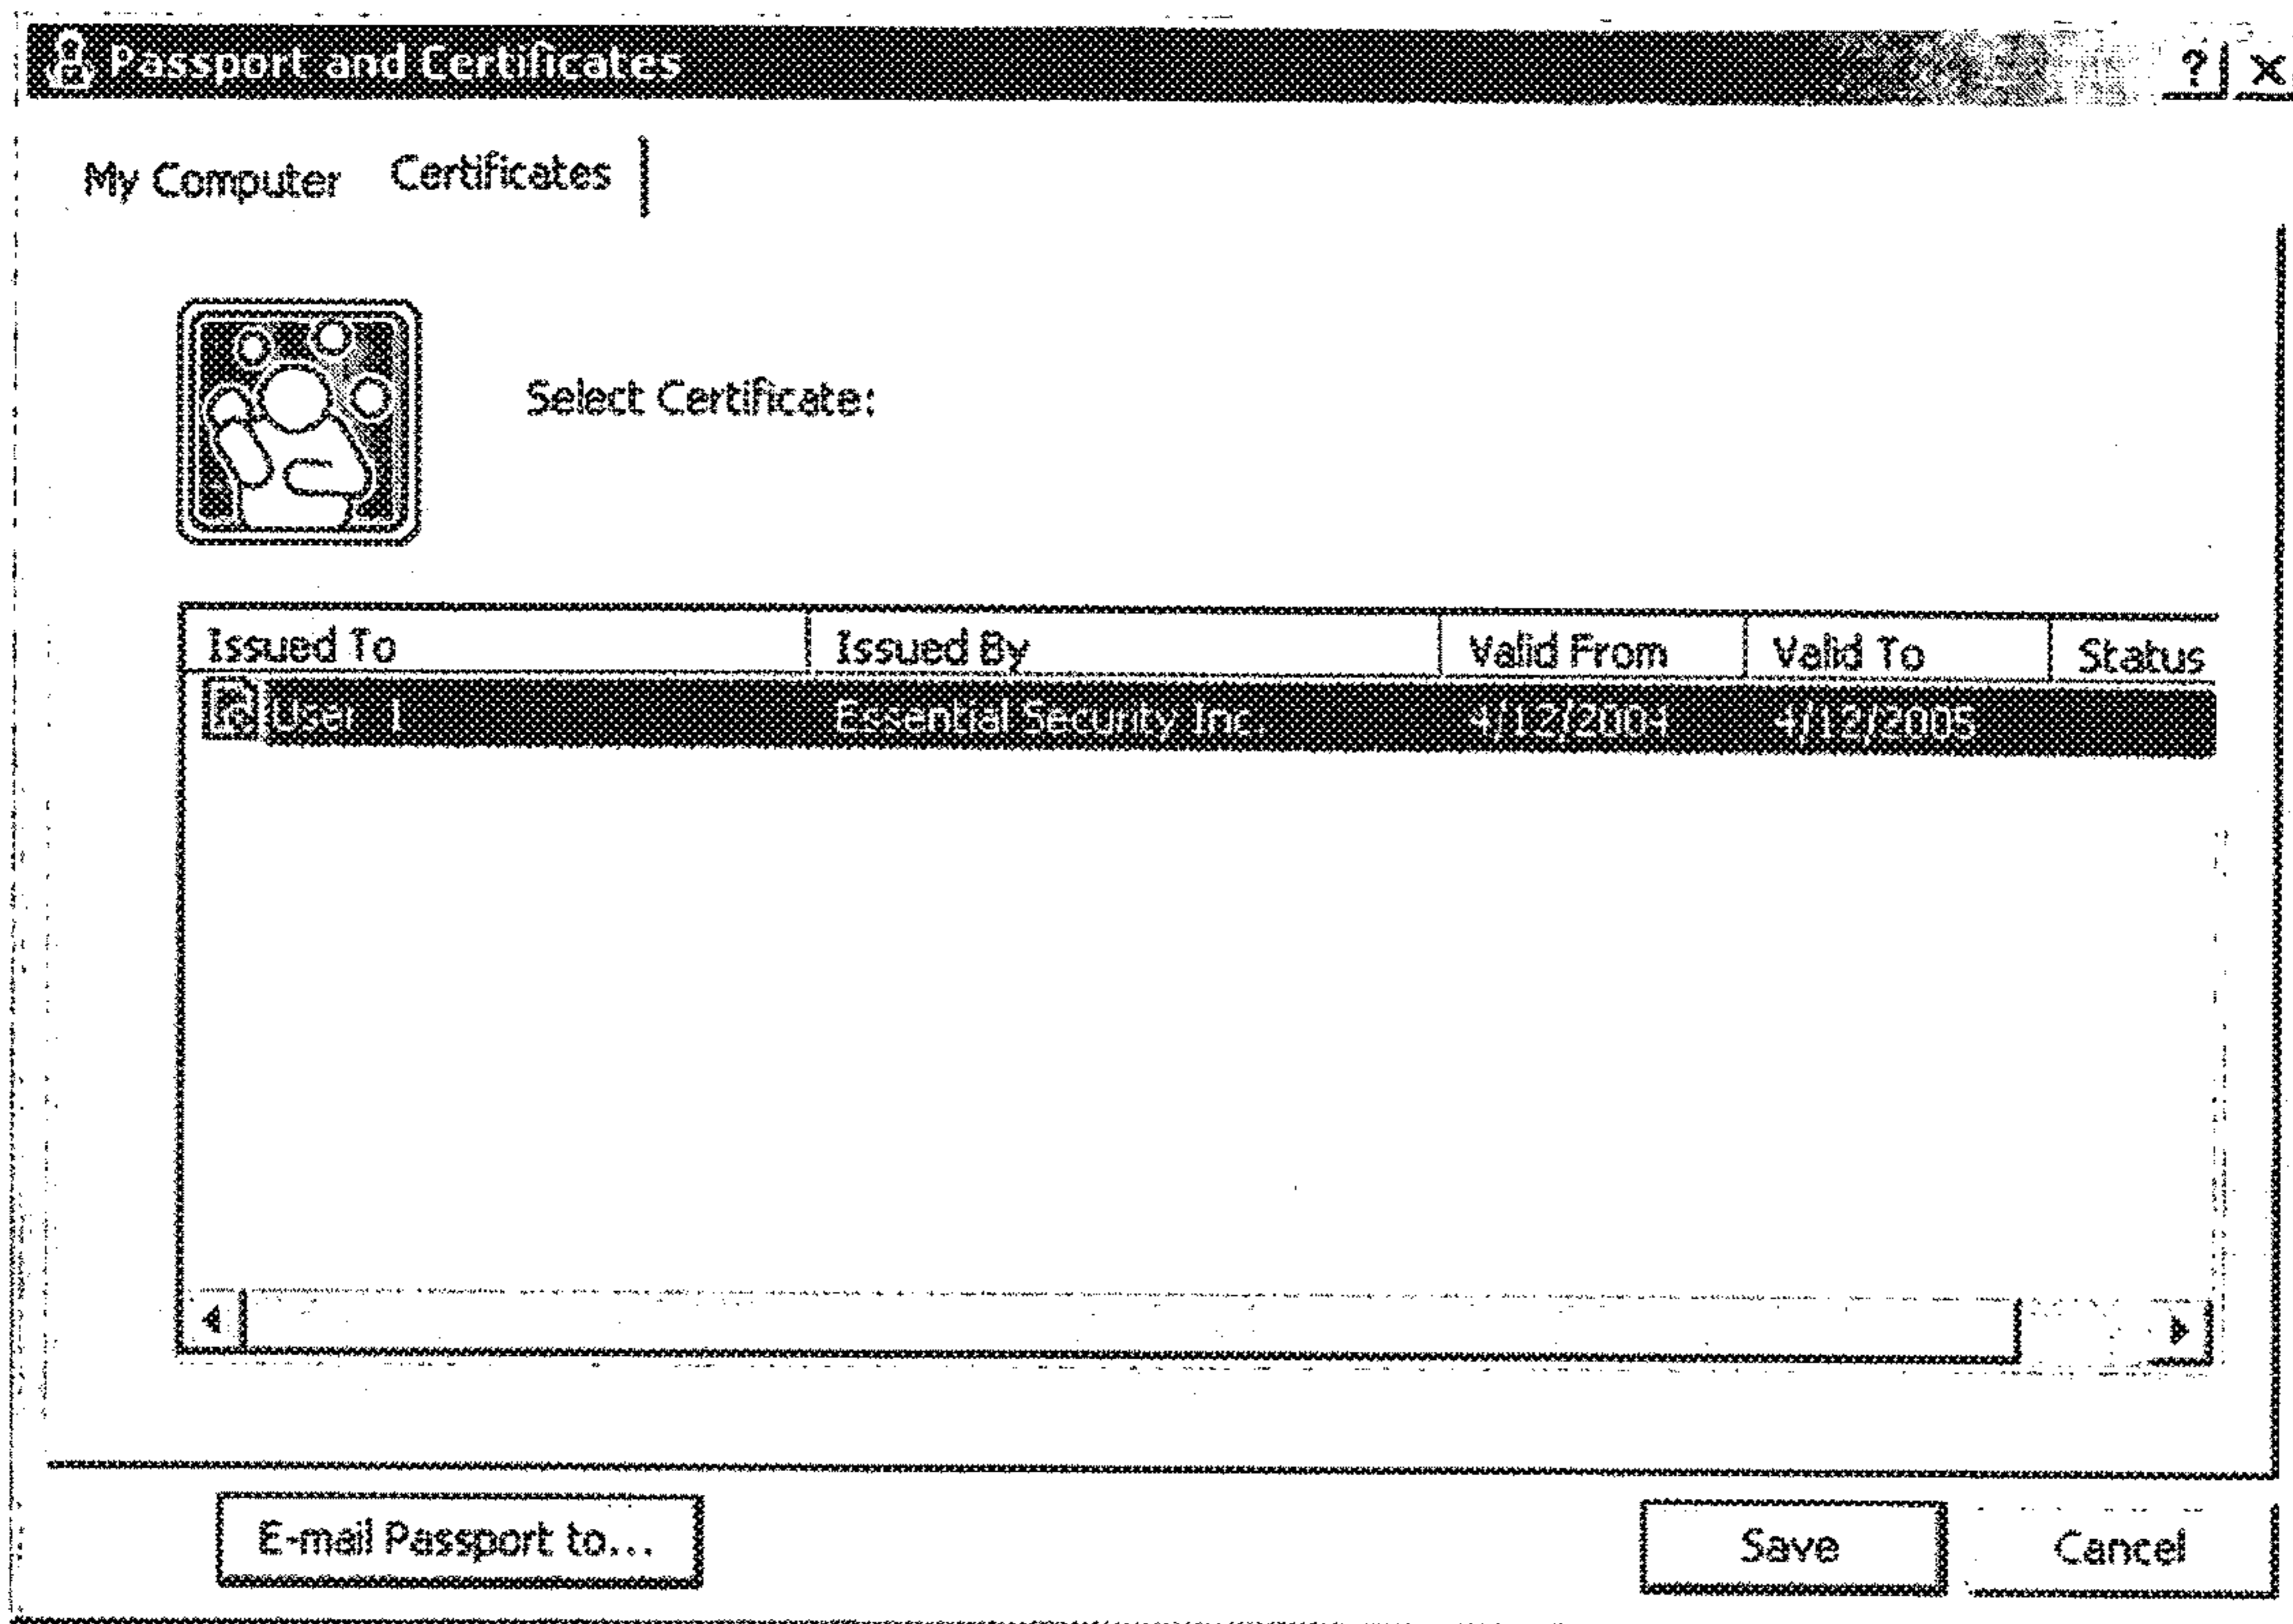 Passport and Certificates ? X
My Computer Certificates
Select Certificate:
Issued To Issued By Valid From Valid To Status
User 1 Essential Security Inc. 4/12/2004 4/12/2005
E-mail Passport to... Save Cancel